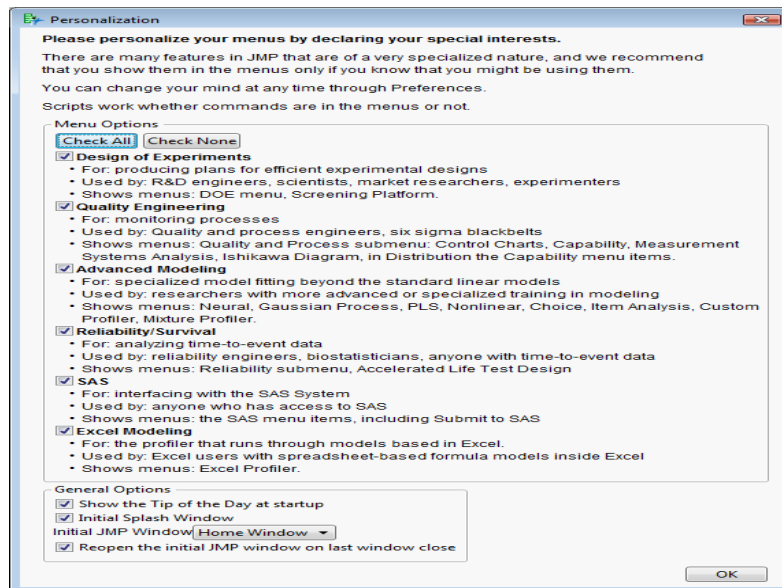 Personalization
Please personalize your menus by declaring your special interests.
There are many features in JMP that are of a very specialized nature, and we recommend
that you show them in the menus only if you know that you might be using them.
You can change your mind at any time through Preferences.
Scripts work whether commands are in the menus or not.
Menu Options
Check All Check None
Design of Experiments
• For: producing plans for efficient experimental designs
• Used by: R&D engineers, scientists, market researchers, experimenters
• Shows menus: DOE menu, Screening Platform.
Quality Engineering
• For: monitoring processes
• Used by: Quality and process engineers, six sigma blackbelts
• Shows menus: Quality and Process submenu: Control Charts, Capability, Measurement
Systems Analysis, Ishikawa Diagram, in Distribution the Capability menu items.
Advanced Modeling
• For: specialized model fitting beyond the standard linear models
• Used by: researchers with more advanced or specialized training in modeling
• Shows menus: Neural, Gaussian Process, PLS, Nonlinear, Choice, Item Analysis, Custom
Profiler, Mixture Profiler.
Reliability/Survival
• For: analyzing time-to-event data
• Used by: reliability engineers, biostatisticians, anyone with time-to-event data
• Shows menus: Reliability submenu, Accelerated Life Test Design
SAS
• For: interfacing with the SAS System
• Used by: anyone who has access to SAS
• Shows menus: the SAS menu items, including Submit to SAS
Excel Modeling
• For: the profiler that runs through models based in Excel.
• Used by: Excel users with spreadsheet-based formula models inside Excel
• Shows menus: Excel Profiler.
General Options
Show the Tip of the Day at startup
Initial Splash Window
Initial JMP Window Home Window
Reopen the initial JMP window on last window close
OK